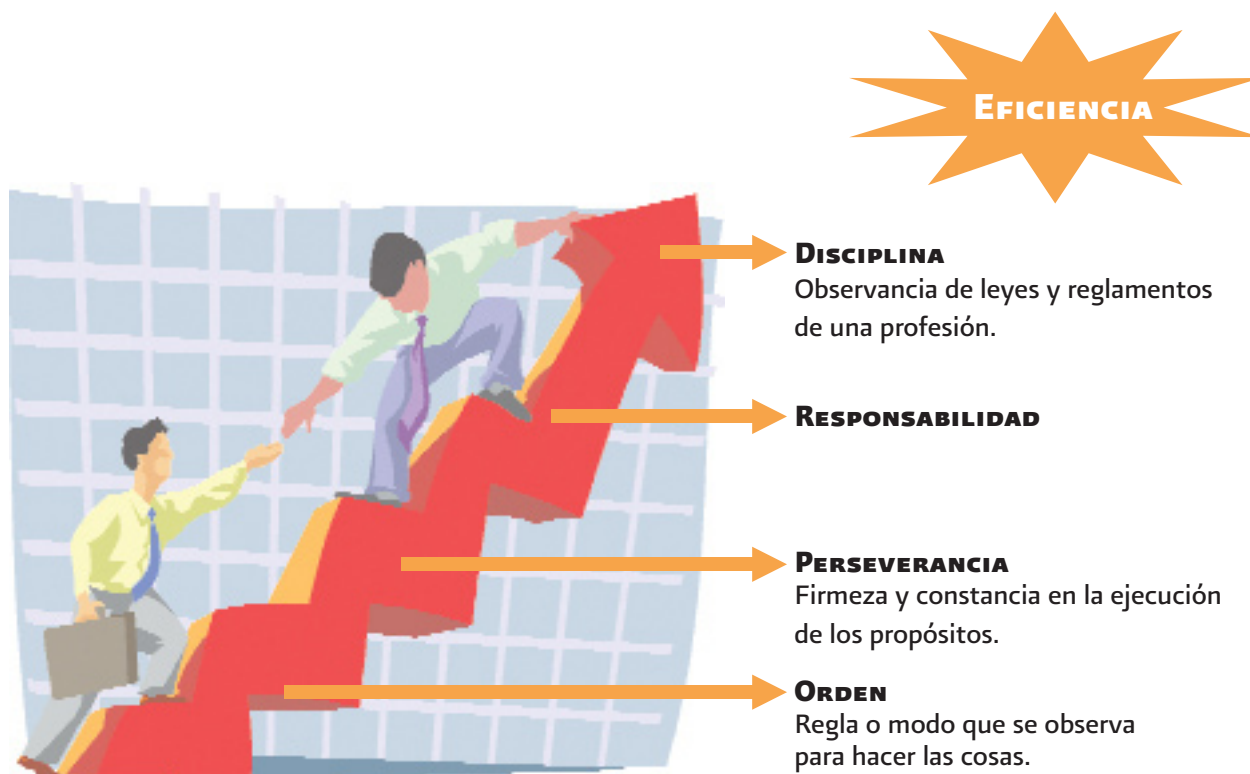 EFICIENCIA
DISCIPLINA
Observancia de leyes y reglamentos
de una profesión.
RESPONSABILIDAD
PERSEVERANCIA
Firmeza y constancia en la ejecución
de los propósitos.
ORDEN
Regla o modo que se observa
para hacer las cosas.